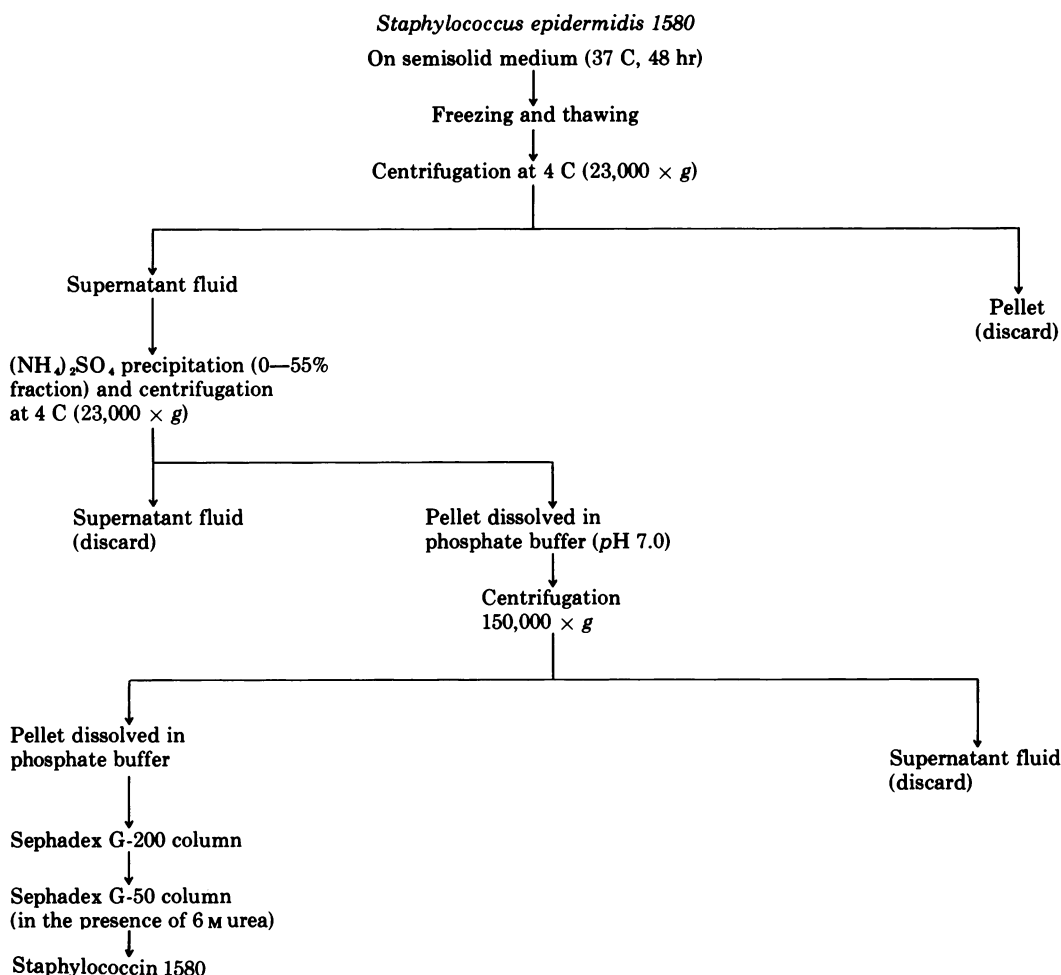 Staphylococcus epidermidis 1580
On semisolid medium (37 C, 48 hr)
Freezing and thawing
Centrifugation at 4 C (23,000 × g)
Supernatant fluid
Pellet
(discard)
(NH₄)₂SO₄ precipitation (0—55%
fraction) and centrifugation
at 4 C (23,000 × g)
Supernatant fluid
(discard)
Pellet dissolved in
phosphate buffer (pH 7.0)
Centrifugation
150,000 × g
Pellet dissolved in
phosphate buffer
Supernatant fluid
(discard)
Sephadex G-200 column
Sephadex G-50 column
(in the presence of 6 M urea)
Staphylococcin 1580